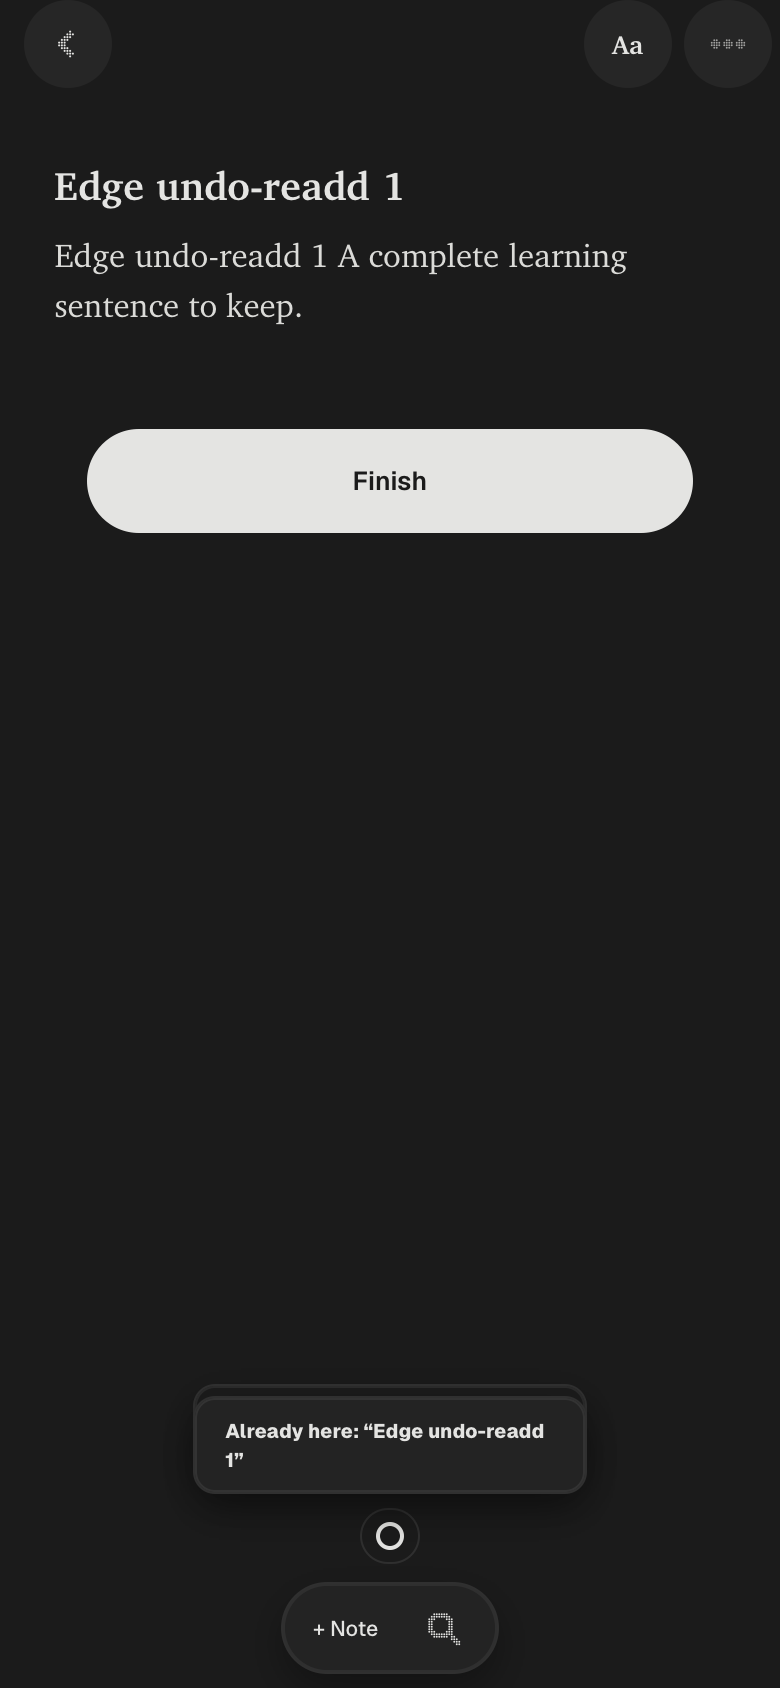 Aa
Edge undo-readd 1
Edge undo-readd 1 A complete learning
sentence to keep.
Finish
Already here: “Edge undo-readd
1”
+ Note